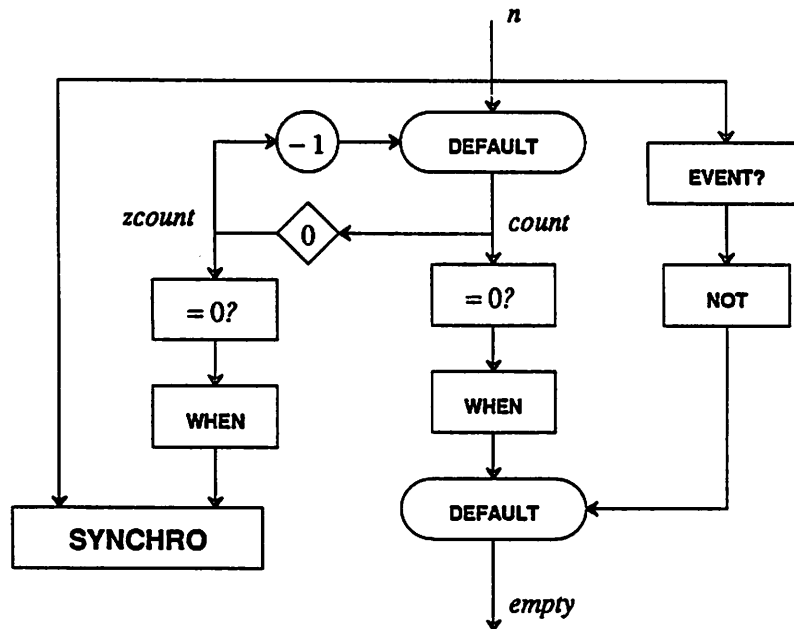 n
– 1
DEFAULT
EVENT?
zcount
0
count
= 0?
= 0?
NOT
WHEN
WHEN
SYNCHRO
DEFAULT
empty